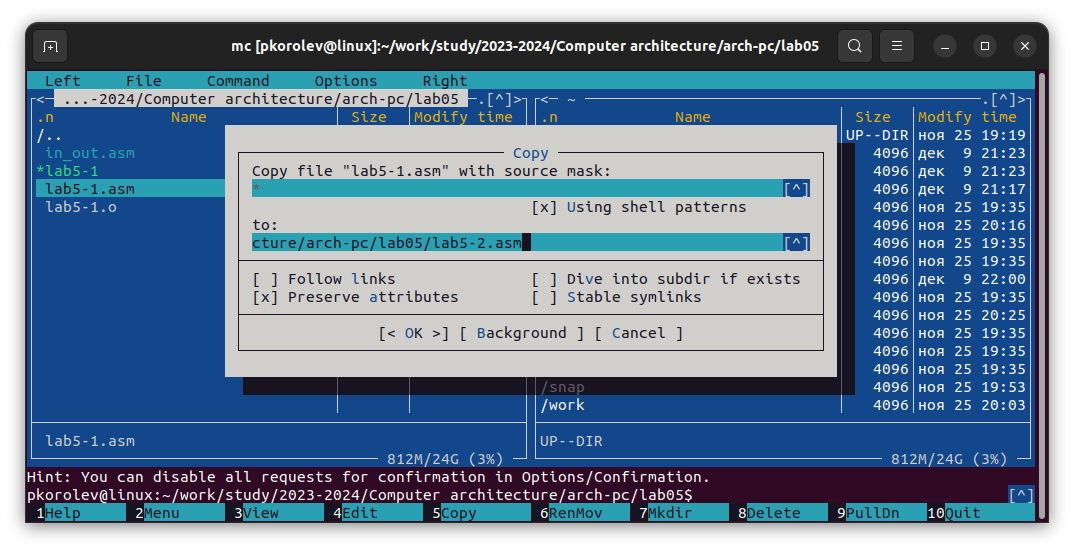 mc [pkorolev@linux]:~/work/study/2023-2024/Computer architecture/arch-pc/lab05
Left File Command Options Right
<- ...-2024/Computer architecture/arch-pc/lab05 -.[^]>
.n Name Size Modify time
/..
in_out.asm
*lab5-1
lab5-1.asm
lab5-1.o
lab5-1.asm
812M/24G (3%)
<- ~ .[^]>
.n Name Size Modify time
UP--DIR ноя 25 19:19
4096 дек 9 21:23
4096 дек 9 21:23
4096 дек 9 21:17
4096 ноя 25 19:35
4096 ноя 25 20:16
4096 ноя 25 19:35
4096 ноя 25 19:35
4096 дек 9 22:00
4096 ноя 25 19:35
4096 ноя 25 20:25
4096 ноя 25 19:35
4096 ноя 25 19:35
4096 ноя 25 19:35
/snap 4096 ноя 25 19:53
/work 4096 ноя 25 20:03
UP--DIR
812M/24G (3%)
Copy
Copy file "lab5-1.asm" with source mask:
* [^]
[x] Using shell patterns
to:
cture/arch-pc/lab05/lab5-2.asm [^]
[ ] Follow links [ ] Dive into subdir if exists
[x] Preserve attributes [ ] Stable symlinks
[< OK >] [ Background ] [ Cancel ]
Hint: You can disable all requests for confirmation in Options/Confirmation.
pkorolev@linux:~/work/study/2023-2024/Computer architecture/arch-pc/lab05$ [^]
1Help 2Menu 3View 4Edit 5Copy 6RenMov 7Mkdir 8Delete 9PullDn 10Quit